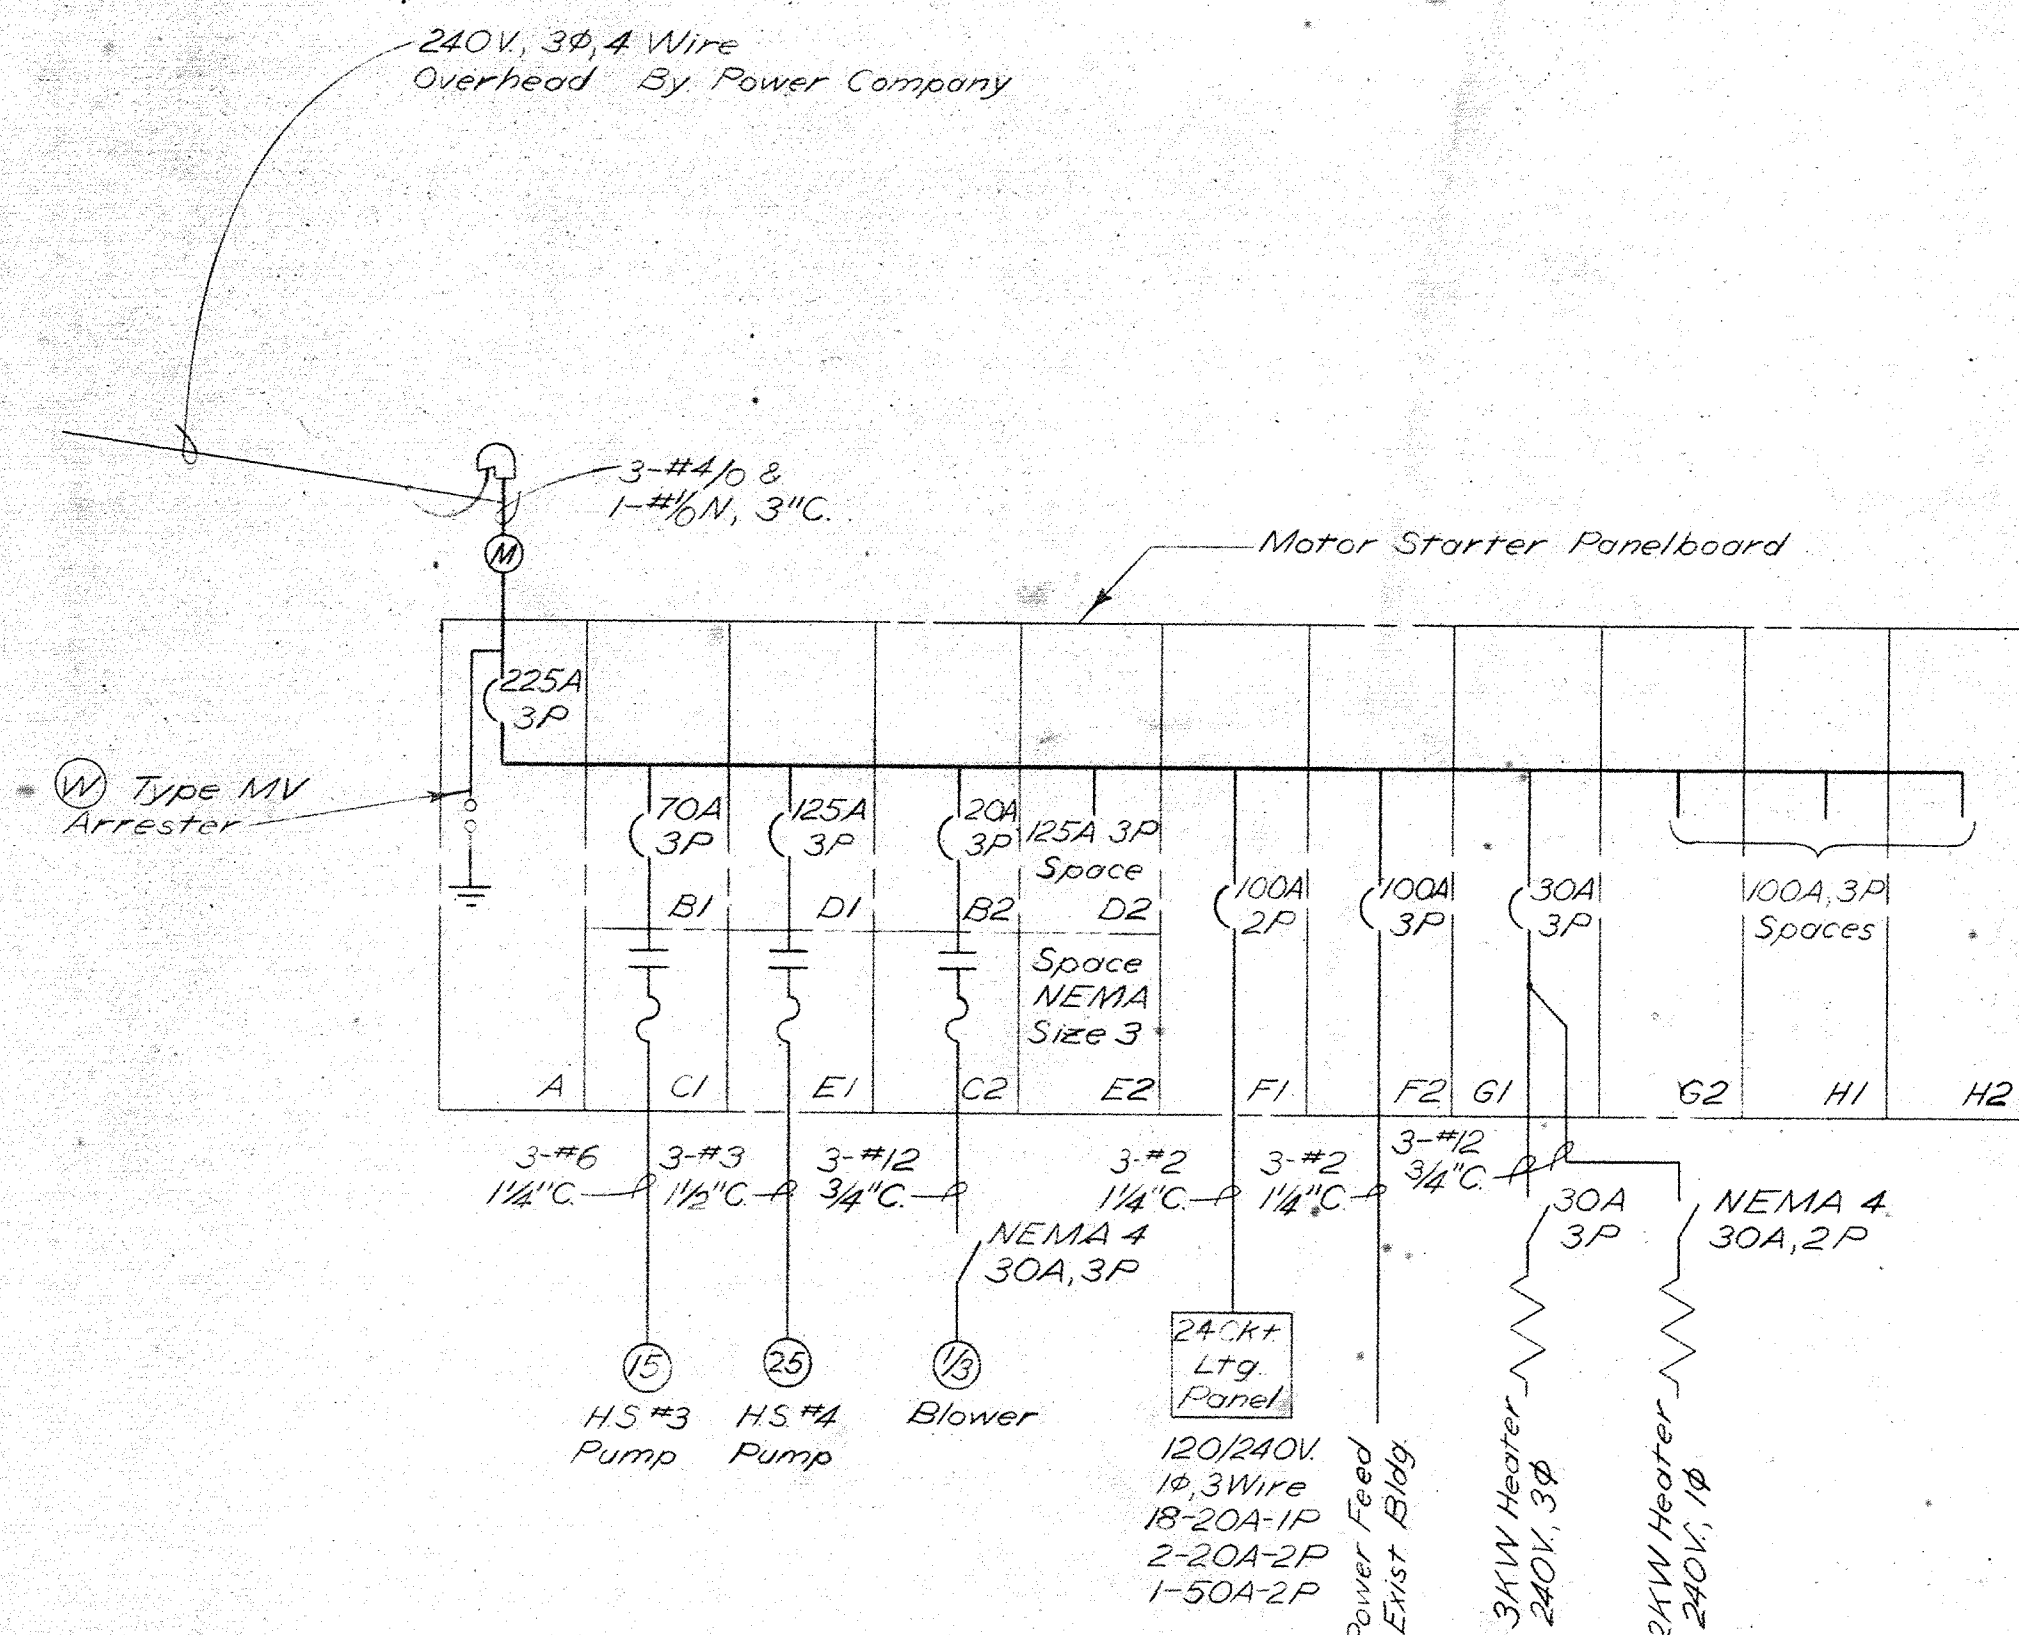 240V., 3Φ, 4 Wire
Overhead By Power Company
3-#4/0 &
1-#1/0 N, 3"C.
M
Motor Starter Panelboard
225A
3P
W Type MV
Arrester
70A
3P
125A
3P
20A
3P
125A 3P
Space
B1
D1
B2
D2
100A
2P
100A
3P
30A
3P
100A, 3P
Spaces
Space
NEMA
Size 3
A
C1
E1
C2
E2
F1
F2
G1
G2
H1
H2
3-#6
1¼"C.
3-#3
1½"C.
3-#12
¾"C.
3-#2
1¼"C.
3-#2
1¼"C.
3-#12
¾"C.
NEMA 4
30A, 3P
30A
3P
NEMA 4
30A, 2P
15
H.S. #3
Pump
25
H.S. #4
Pump
1/3
Blower
24 Ckt.
Ltg.
Panel
120/240V.
1Φ, 3 Wire
18-20A-1P
2-20A-2P
1-50A-2P
Power Feed
Exist Bldg.
3KW Heater
240V., 3Φ
2KW Heater
240V., 1Φ